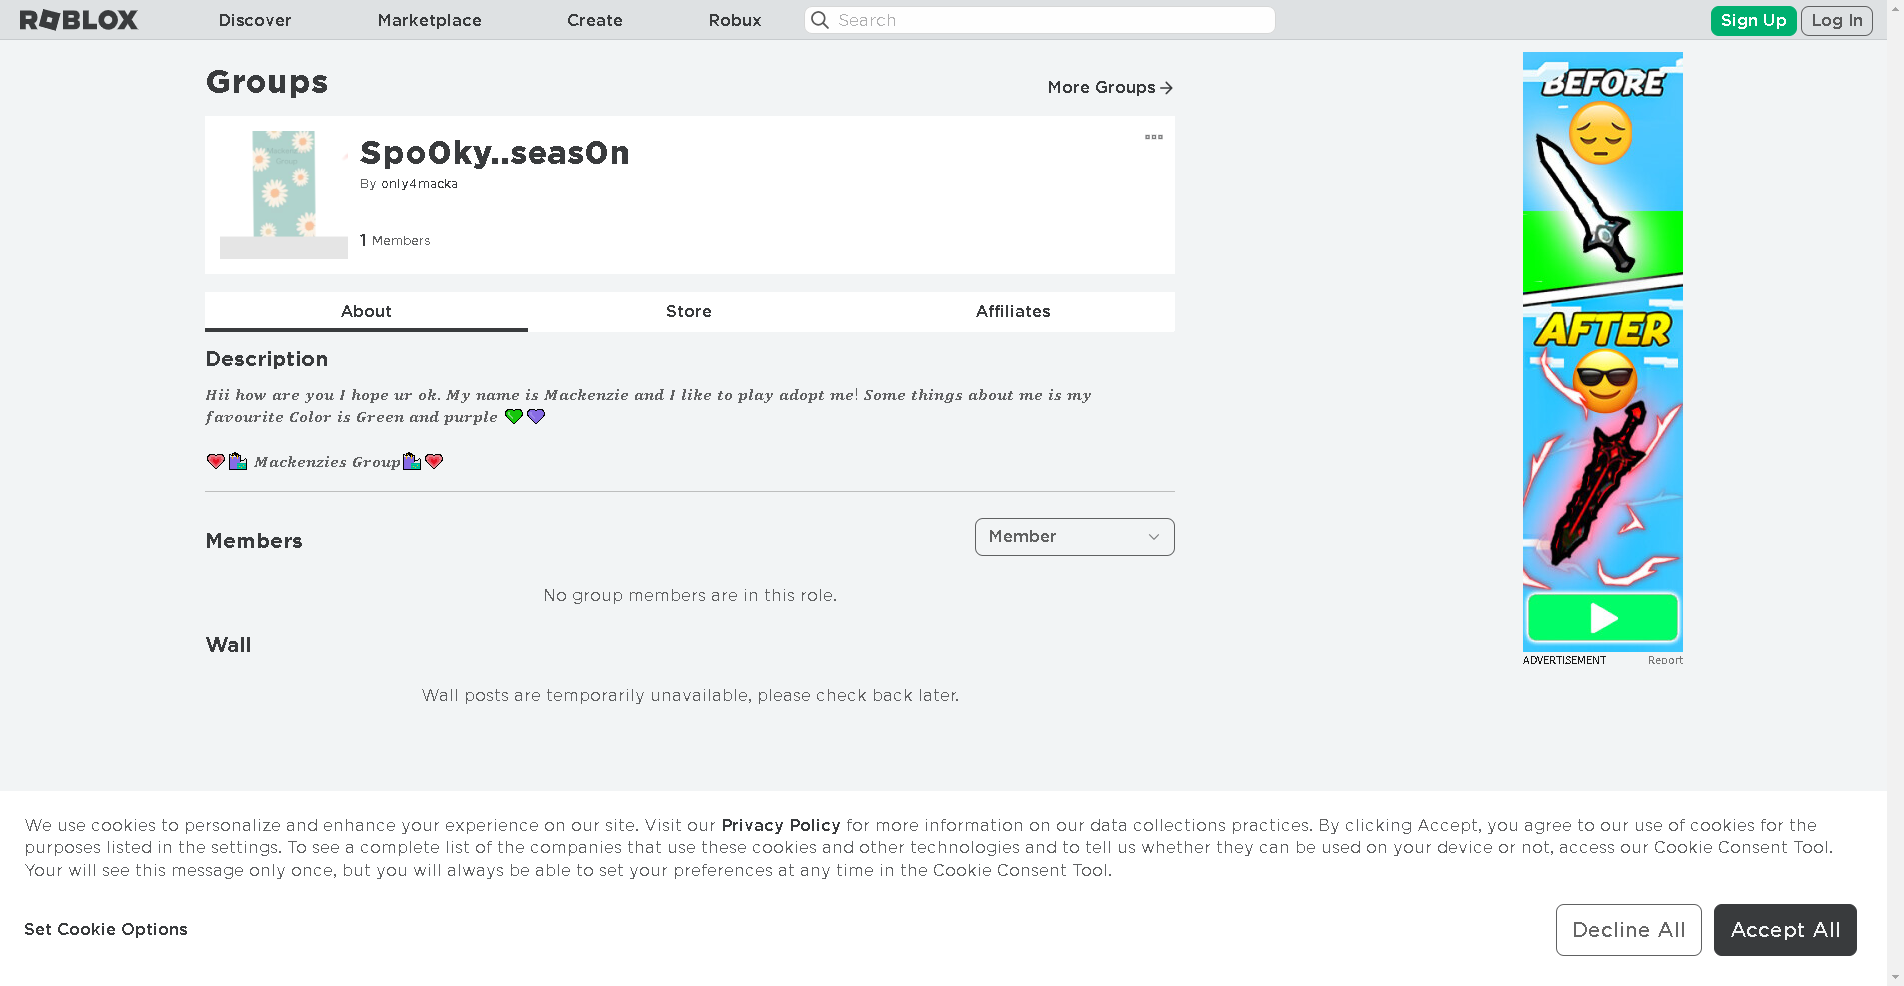 ROBLOX Discover Marketplace Create Robux Search Sign Up Log In
Groups
More Groups
Mackenzies
Group
Spo0ky..seas0n
By only4macka
1 Members
About Store Affiliates
Description
Hii how are you I hope ur ok. My name is Mackenzie and I like to play adopt me! Some things about me is my
favourite Color is Green and purple 💚💜
❤️🛍️ Mackenzies Group🛍️❤️
Members
Member
No group members are in this role.
Wall
Wall posts are temporarily unavailable, please check back later.
BEFORE
AFTER
ADVERTISEMENT Report
We use cookies to personalize and enhance your experience on our site. Visit our Privacy Policy for more information on our data collections practices. By clicking Accept, you agree to our use of cookies for the
purposes listed in the settings. To see a complete list of the companies that use these cookies and other technologies and to tell us whether they can be used on your device or not, access our Cookie Consent Tool.
Your will see this message only once, but you will always be able to set your preferences at any time in the Cookie Consent Tool.
Set Cookie Options
Decline All
Accept All